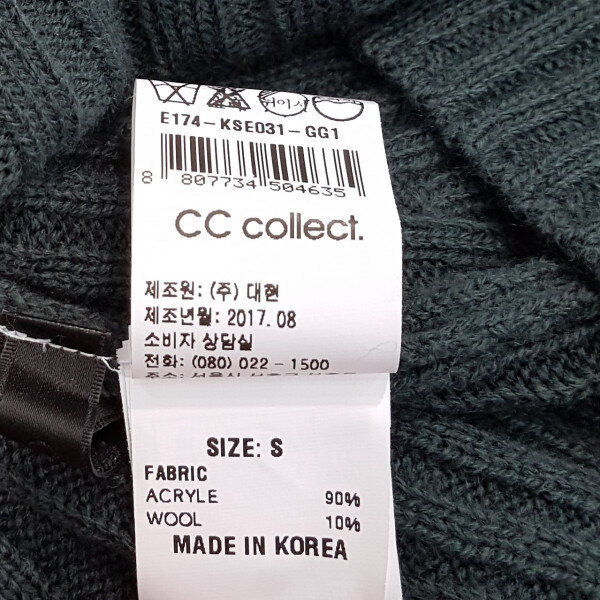 E174-KSE031-GG1
8 807734 504635
CC collect.
제조원: (주) 대현
제조년월: 2017. 08
소비자 상담실
전화: (080) 022 - 1500
SIZE: S
FABRIC
ACRYLE 90%
WOOL 10%
MADE IN KOREA